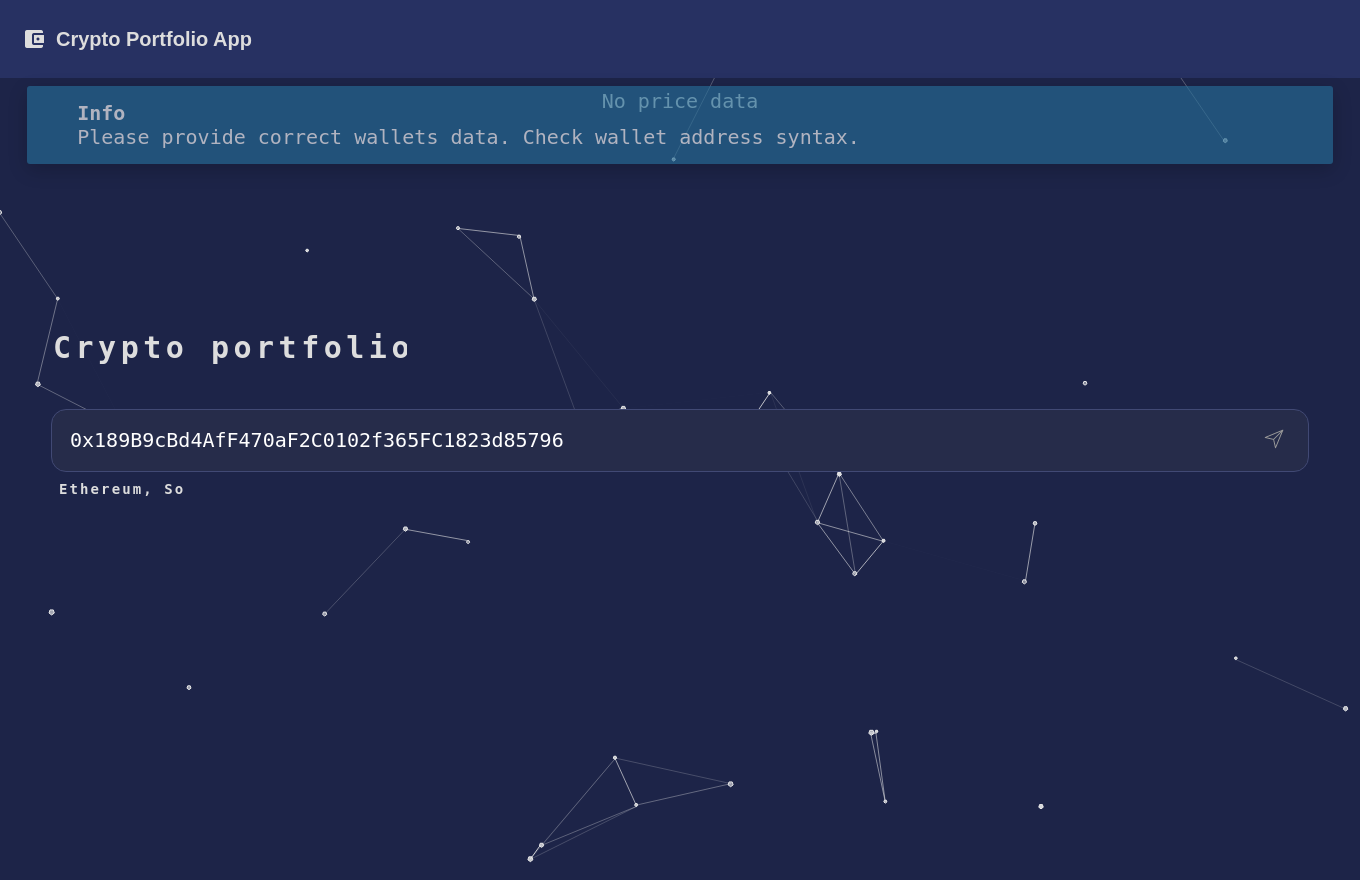 Crypto Portfolio App
No price data
Info
Please provide correct wallets data. Check wallet address syntax.
Crypto portfolio
0x189B9cBd4AfF470aF2C0102f365FC1823d85796
Ethereum, So